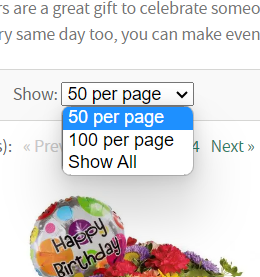 rs are a great gift to celebrate someo
ry same day too, you can make even
Show: 50 per page
50 per page
100 per page
Show All
s): « Prev 4 Next »
Happy
Birthday!